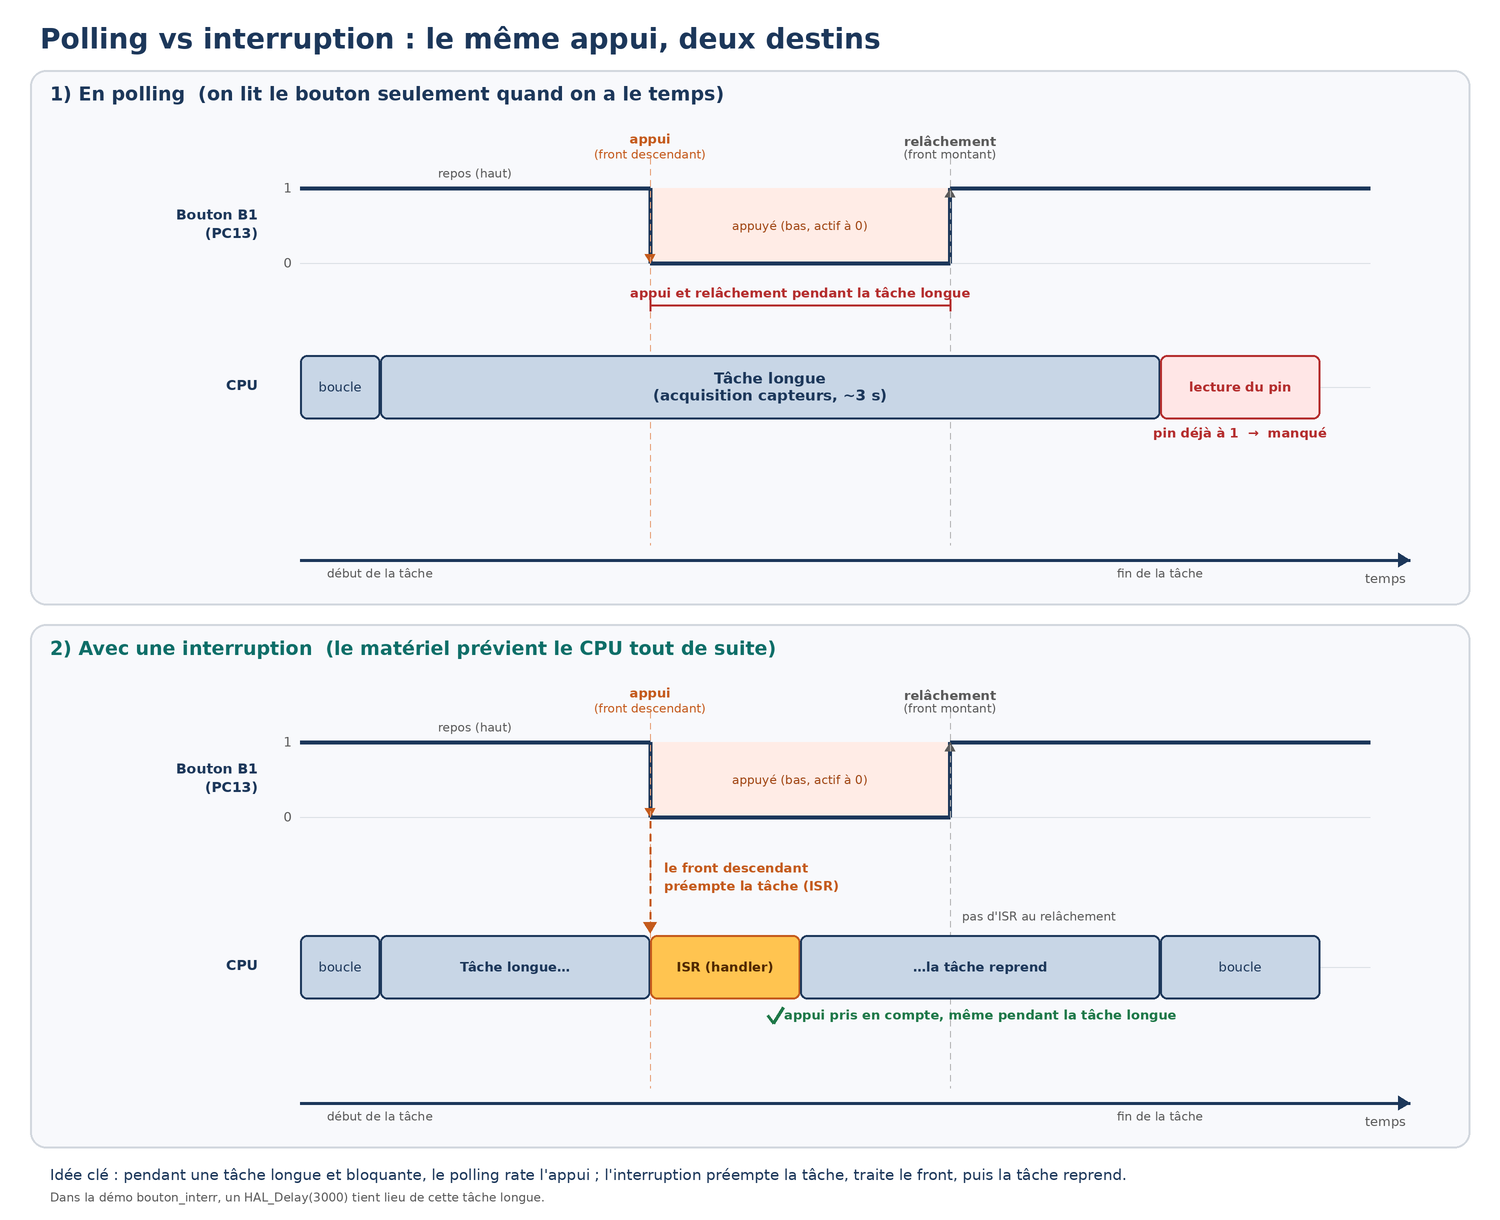 Polling vs interruption : le même appui, deux destins
1) En polling  (on lit le bouton seulement quand on a le temps)
appui
(front descendant)
relâchement
(front montant)
repos (haut)
1
Bouton B1
(PC13)
appuyé (bas, actif à 0)
0
appui et relâchement pendant la tâche longue
CPU
boucle
Tâche longue
(acquisition capteurs, ~3 s)
lecture du pin
pin déjà à 1 → manqué
début de la tâche
fin de la tâche
temps
2) Avec une interruption  (le matériel prévient le CPU tout de suite)
appui
(front descendant)
relâchement
(front montant)
repos (haut)
1
Bouton B1
(PC13)
appuyé (bas, actif à 0)
0
le front descendant
préempte la tâche (ISR)
pas d'ISR au relâchement
CPU
boucle
Tâche longue…
ISR (handler)
…la tâche reprend
boucle
✓ appui pris en compte, même pendant la tâche longue
début de la tâche
fin de la tâche
temps
Idée clé : pendant une tâche longue et bloquante, le polling rate l'appui ; l'interruption préempte la tâche, traite le front, puis la tâche reprend.
Dans la démo bouton_interr, un HAL_Delay(3000) tient lieu de cette tâche longue.